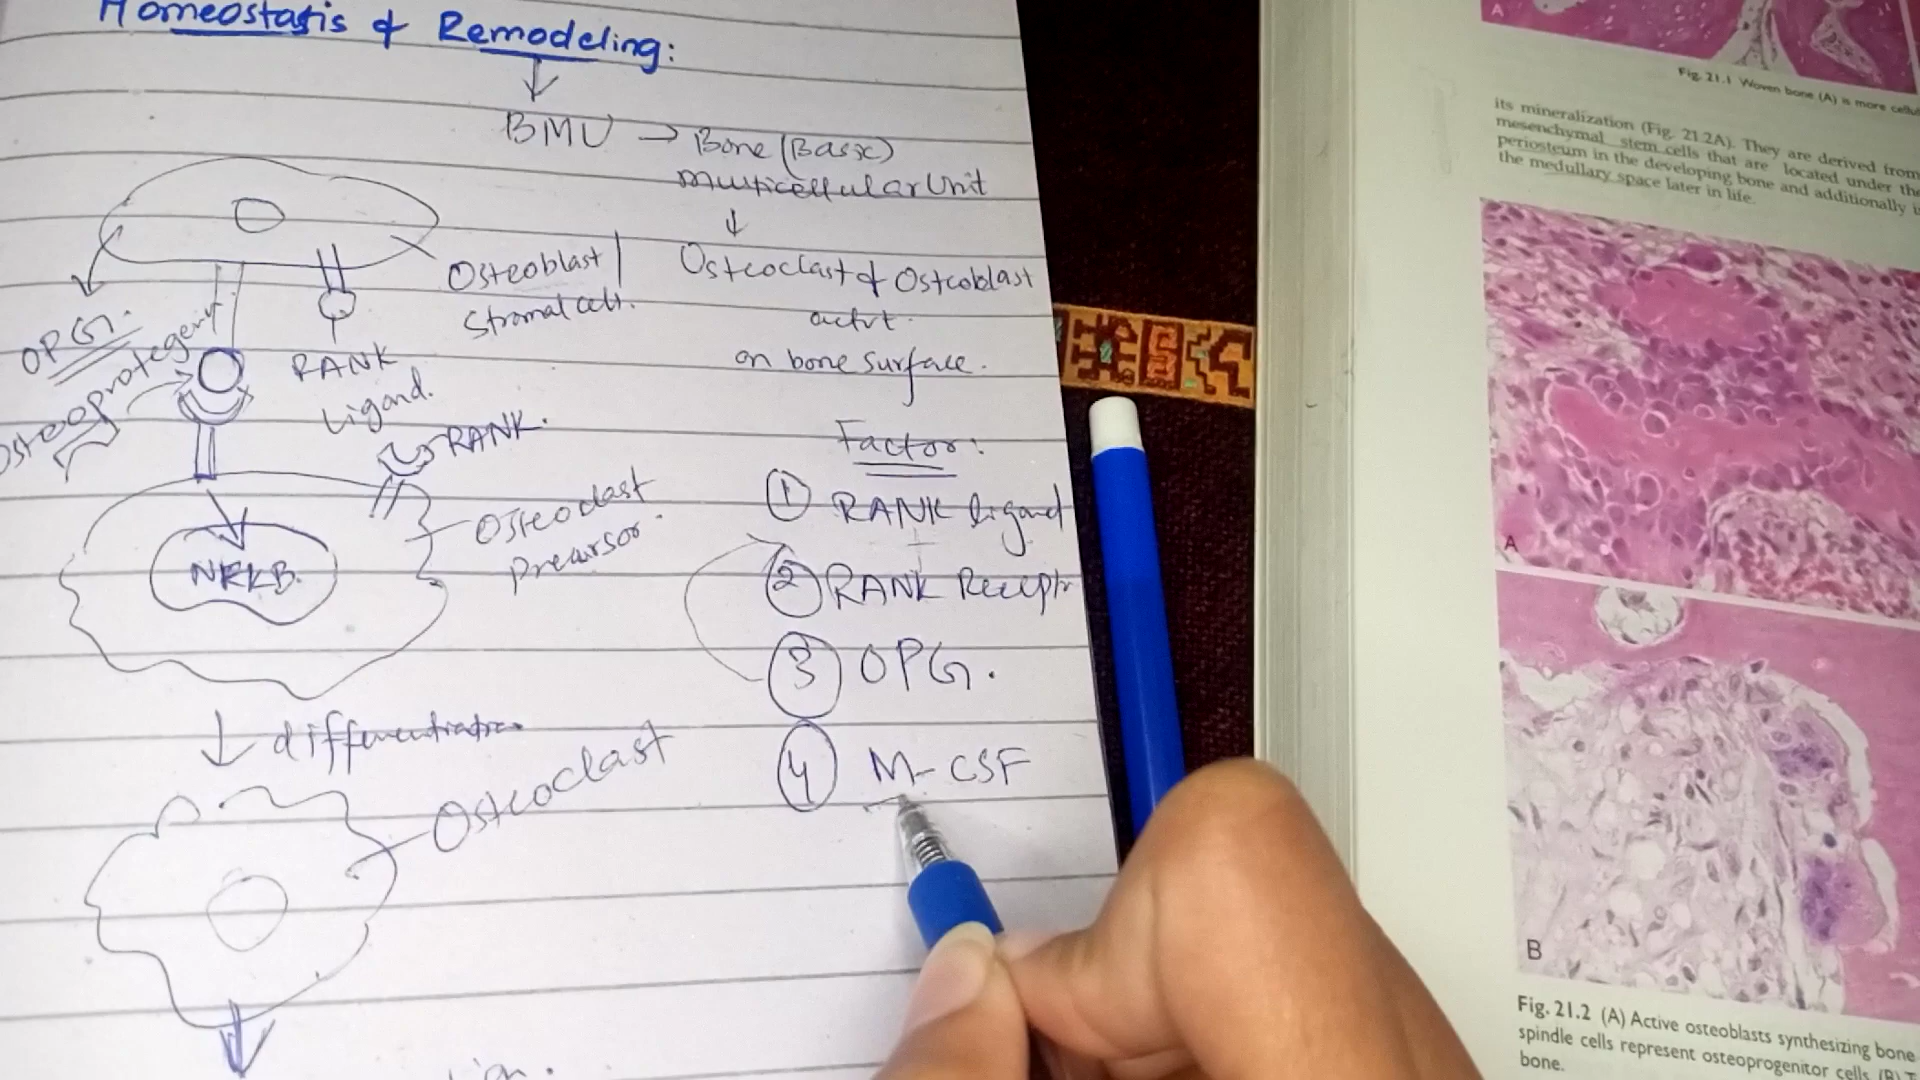 Homeostasis & Remodeling:
BMU → Bone (Basic)
multicellular Unit
↓
Osteoclast & Osteoblast
on bone surface.
Osteoblast /
Stromal cell.
OPG.
Osteoprotegerin
RANK
Ligand.
RANK.
Osteoclast
precursor.
NFKB.
↓ differentiation
Osteoclast
Factor:
① RANK ligand
② RANK Receptr
③ OPG.
④ M-CSF
A
Fig. 21.1 Woven bone (A) is more cellu
its mineralization (Fig. 21.2A). They are derived from
mesenchymal stem cells that are located under the
periosteum in the developing bone and additionally i
the medullary space later in life.
A
B
Fig. 21.2 (A) Active osteoblasts synthesizing bone
spindle cells represent osteoprogenitor cells. (B) T
bone.